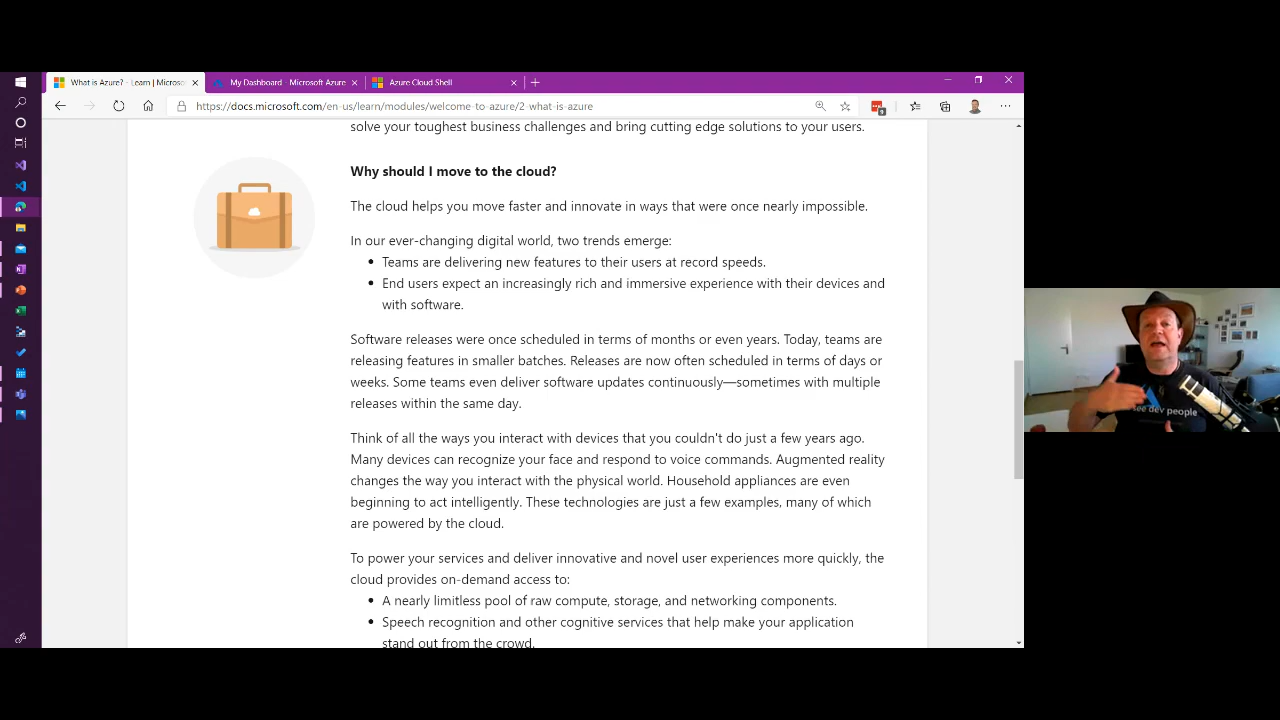 What is Azure? - Learn | Microso
My Dashboard - Microsoft Azure
Azure Cloud Shell
https://docs.microsoft.com/en-us/learn/modules/welcome-to-azure/2-what-is-azure
solve your toughest business challenges and bring cutting edge solutions to your users.
Why should I move to the cloud?
The cloud helps you move faster and innovate in ways that were once nearly impossible.
In our ever-changing digital world, two trends emerge:
Teams are delivering new features to their users at record speeds.
End users expect an increasingly rich and immersive experience with their devices and
with software.
Software releases were once scheduled in terms of months or even years. Today, teams are
releasing features in smaller batches. Releases are now often scheduled in terms of days or
weeks. Some teams even deliver software updates continuously—sometimes with multiple
releases within the same day.
Think of all the ways you interact with devices that you couldn't do just a few years ago.
Many devices can recognize your face and respond to voice commands. Augmented reality
changes the way you interact with the physical world. Household appliances are even
beginning to act intelligently. These technologies are just a few examples, many of which
are powered by the cloud.
To power your services and deliver innovative and novel user experiences more quickly, the
cloud provides on-demand access to:
A nearly limitless pool of raw compute, storage, and networking components.
Speech recognition and other cognitive services that help make your application
stand out from the crowd.
see dev people